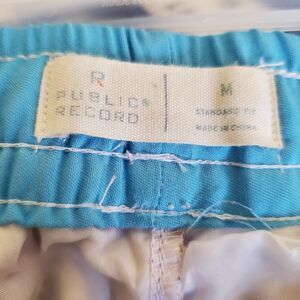 R
PUBLIC®
RECORD
M
STANDARD FIT
MADE IN CHINA